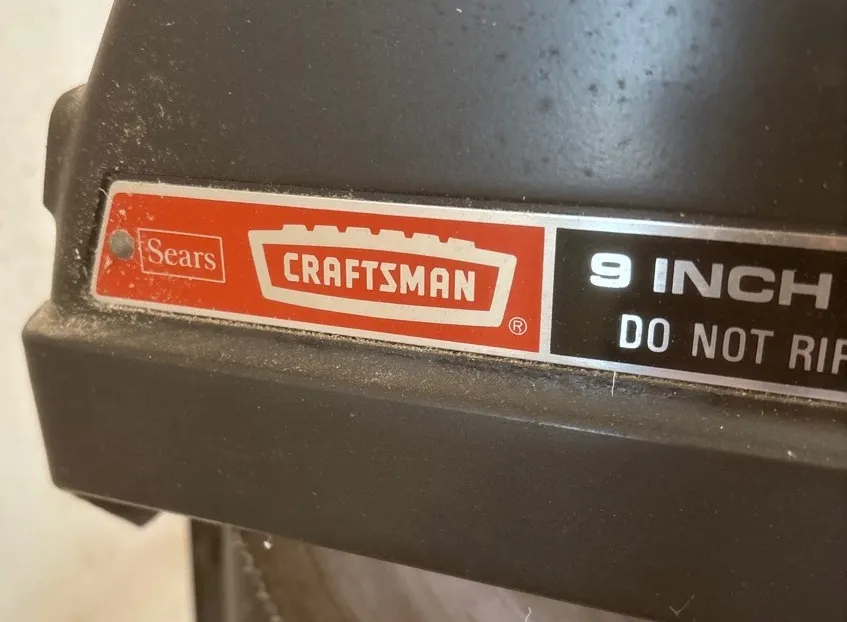 Sears
CRAFTSMAN
®
9 INCH
DO NOT